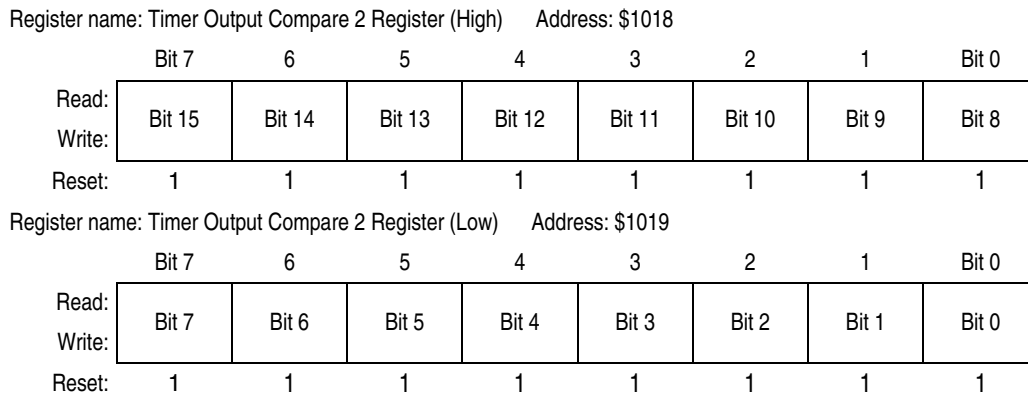 Register name: Timer Output Compare 2 Register (High) Address: $1018
Bit 7 6 5 4 3 2 1 Bit 0
Read:
Bit 15 Bit 14 Bit 13 Bit 12 Bit 11 Bit 10 Bit 9 Bit 8
Write:
Reset: 1 1 1 1 1 1 1 1
Register name: Timer Output Compare 2 Register (Low) Address: $1019
Bit 7 6 5 4 3 2 1 Bit 0
Read:
Bit 7 Bit 6 Bit 5 Bit 4 Bit 3 Bit 2 Bit 1 Bit 0
Write:
Reset: 1 1 1 1 1 1 1 1